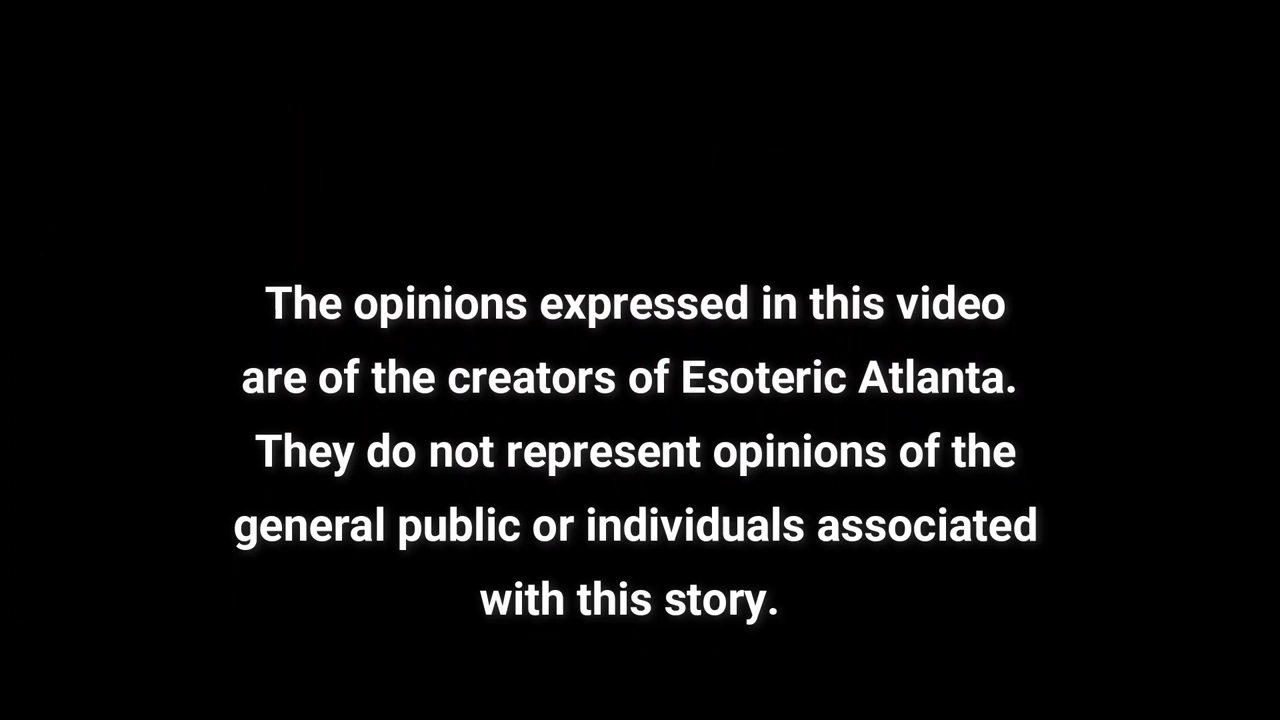 The opinions expressed in this video
are of the creators of Esoteric Atlanta.
They do not represent opinions of the
general public or individuals associated
with this story.